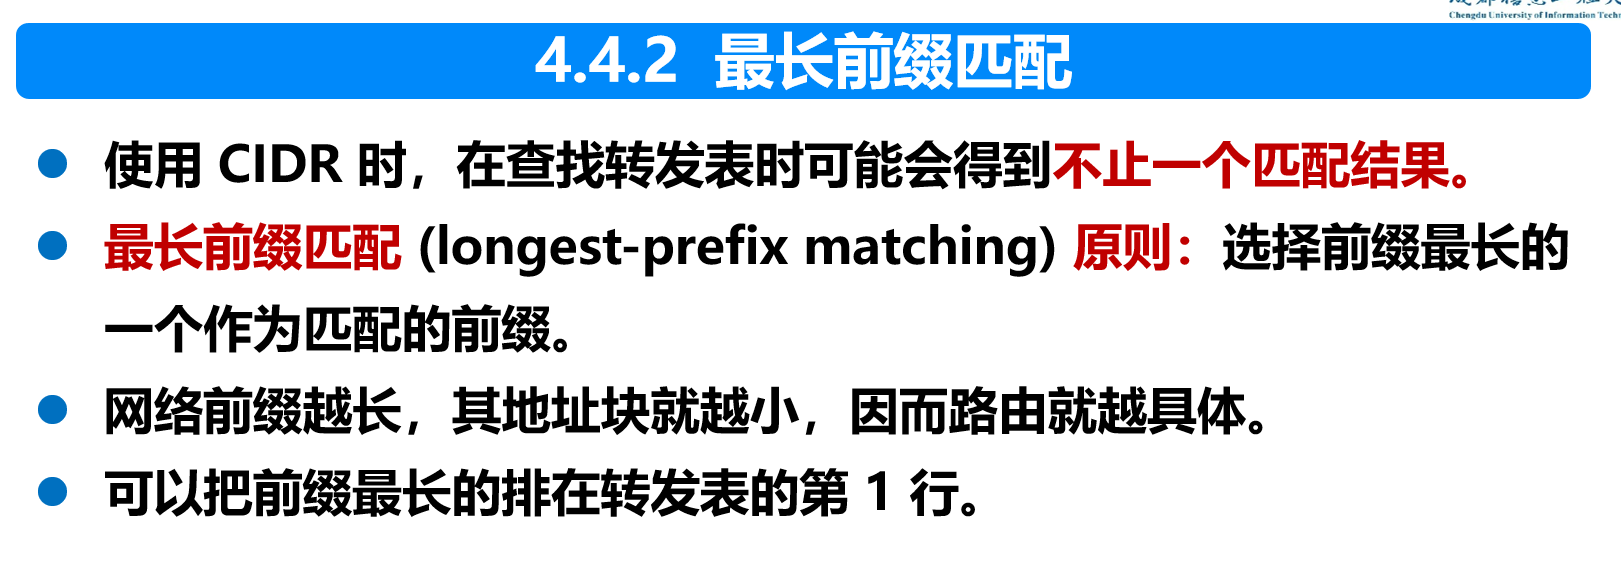 Chengdu University of Information Techn
4.4.2 最长前缀匹配
使用 CIDR 时，在查找转发表时可能会得到不止一个匹配结果。
最长前缀匹配 (longest-prefix matching) 原则：选择前缀最长的
一个作为匹配的前缀。
网络前缀越长，其地址块就越小，因而路由就越具体。
可以把前缀最长的排在转发表的第 1 行。